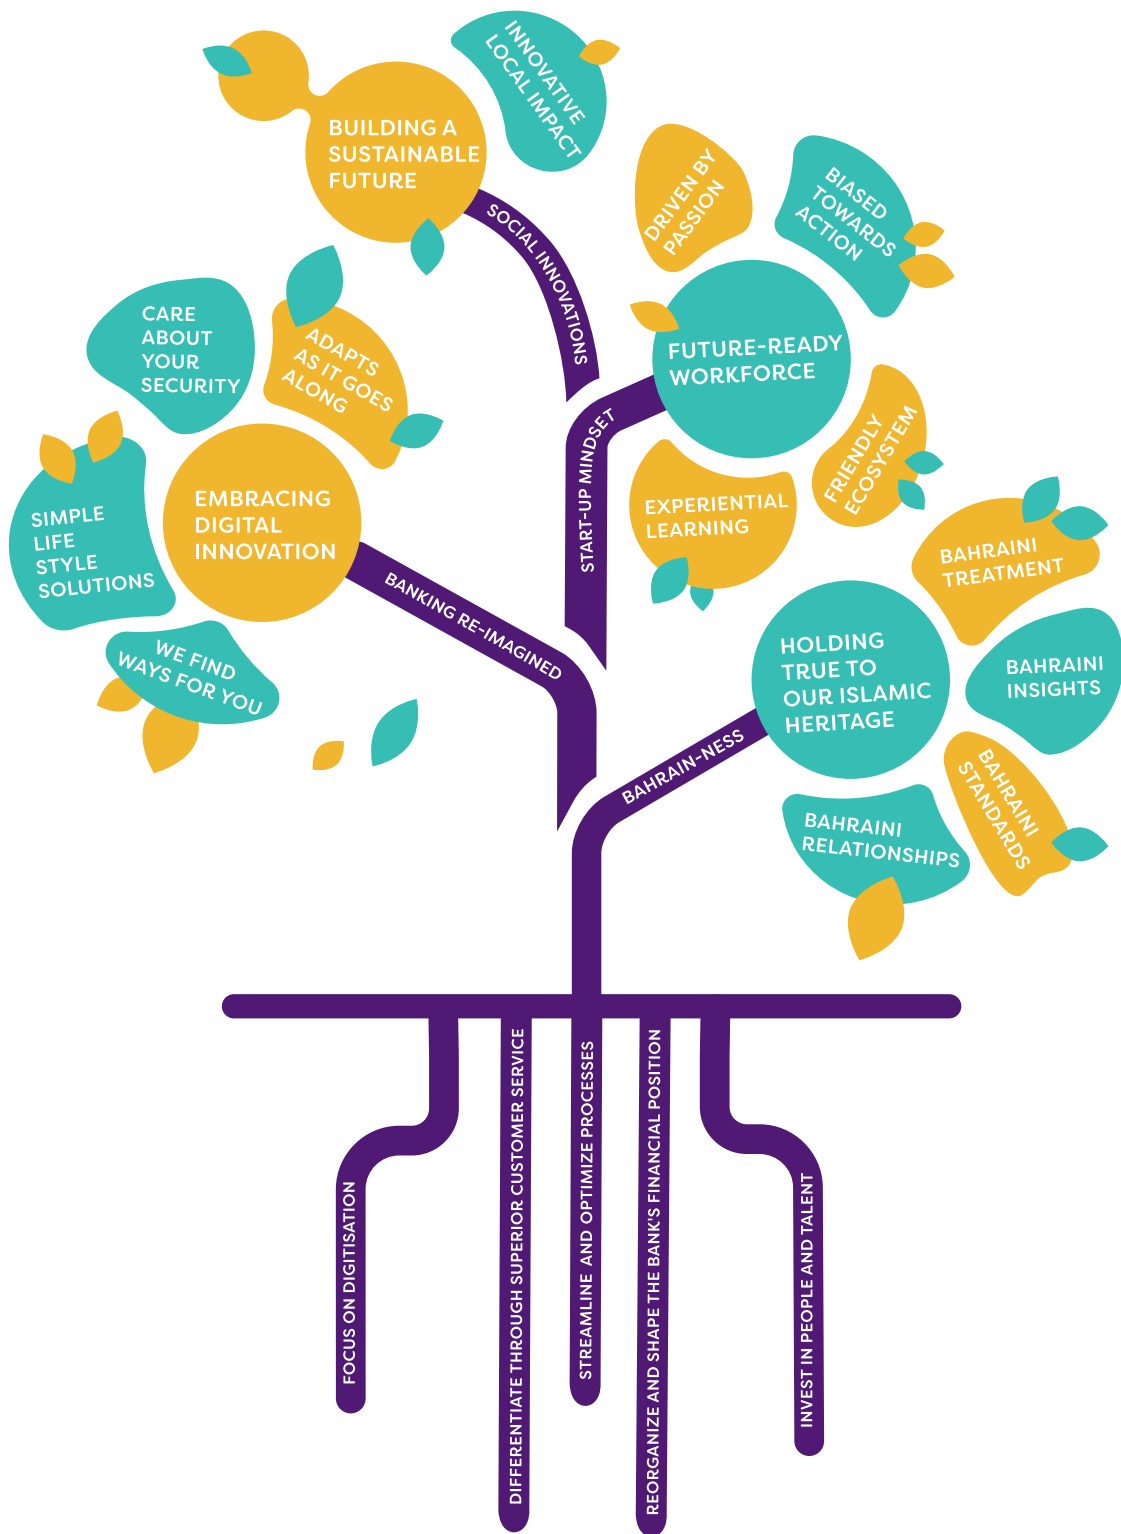 INNOVATIVE
LOCAL IMPACT
BUILDING A
SUSTAINABLE
FUTURE
SOCIAL INNOVATIONS
DRIVEN BY
PASSION
BIASED
TOWARDS
ACTION
FUTURE-READY
WORKFORCE
START-UP MINDSET
FRIENDLY
ECOSYSTEM
EXPERIENTIAL
LEARNING
CARE
ABOUT
YOUR
SECURITY
ADAPTS
AS IT GOES
ALONG
EMBRACING
DIGITAL
INNOVATION
SIMPLE
LIFE
STYLE
SOLUTIONS
WE FIND
WAYS FOR YOU
BANKING RE-IMAGINED
BAHRAINI
TREATMENT
HOLDING
TRUE TO
OUR ISLAMIC
HERITAGE
BAHRAINI
INSIGHTS
BAHRAIN-NESS
BAHRAINI
STANDARDS
BAHRAINI
RELATIONSHIPS
FOCUS ON DIGITISATION
DIFFERENTIATE THROUGH SUPERIOR CUSTOMER SERVICE
STREAMLINE AND OPTIMIZE PROCESSES
REORGANIZE AND SHAPE THE BANK'S FINANCIAL POSITION
INVEST IN PEOPLE AND TALENT